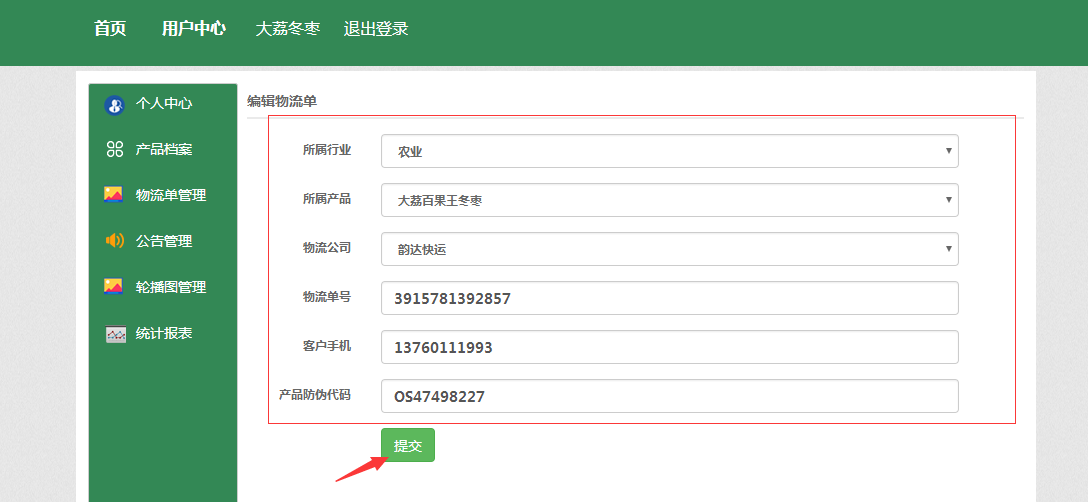 首页 用户中心 大荔冬枣 退出登录
个人中心
产品档案
物流单管理
公告管理
轮播图管理
统计报表
编辑物流单
所属行业 农业
所属产品 大荔百果王冬枣
物流公司 韵达快运
物流单号 3915781392857
客户手机 13760111993
产品防伪代码 OS47498227
提交